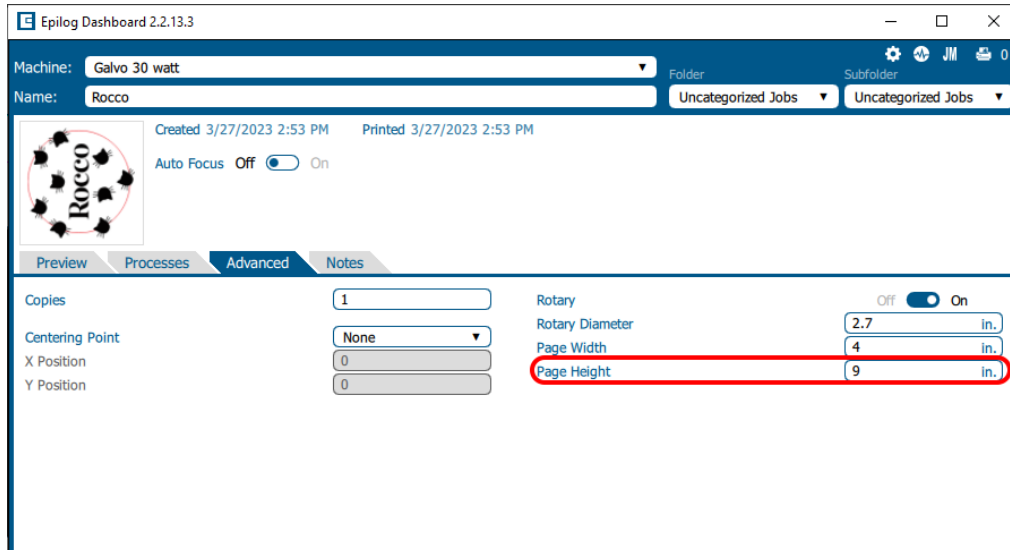 Epilog Dashboard 2.2.13.3
JM 0
Machine: Galvo 30 watt Folder Subfolder
Name: Rocco Uncategorized Jobs Uncategorized Jobs
Created 3/27/2023 2:53 PM Printed 3/27/2023 2:53 PM
Auto Focus Off On
Rocco
Preview Processes Advanced Notes
Copies 1 Rotary Off On
Rotary Diameter 2.7 in.
Centering Point None Page Width 4 in.
X Position 0 Page Height 9 in.
Y Position 0